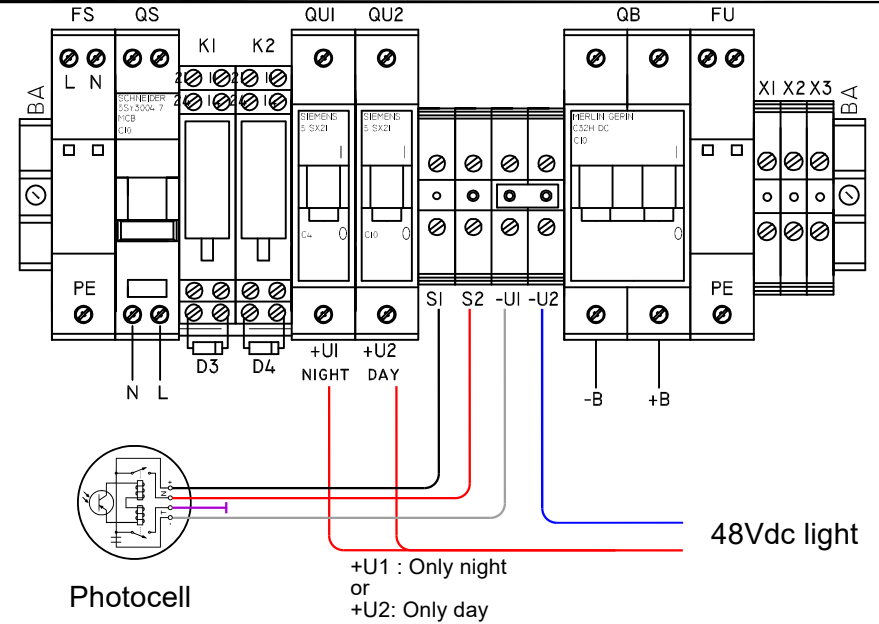 FS QS QU1 QU2 QB FU
K1 K2
L N
X1 X2 X3
BA
BA
SCHNEIDER
MCB
C10
SIEMENS
5 SX21
SIEMENS
5 SX21
MERLIN GERIN
C32H DC
C10
I
I
I
C4 O
C10 O
O
PE
PE
S1 S2 -U1 -U2
D3 D4
+U1 +U2
NIGHT DAY
N L
-B +B
+
N
T
-
48Vdc light
+U1 : Only night
or
+U2: Only day
Photocell